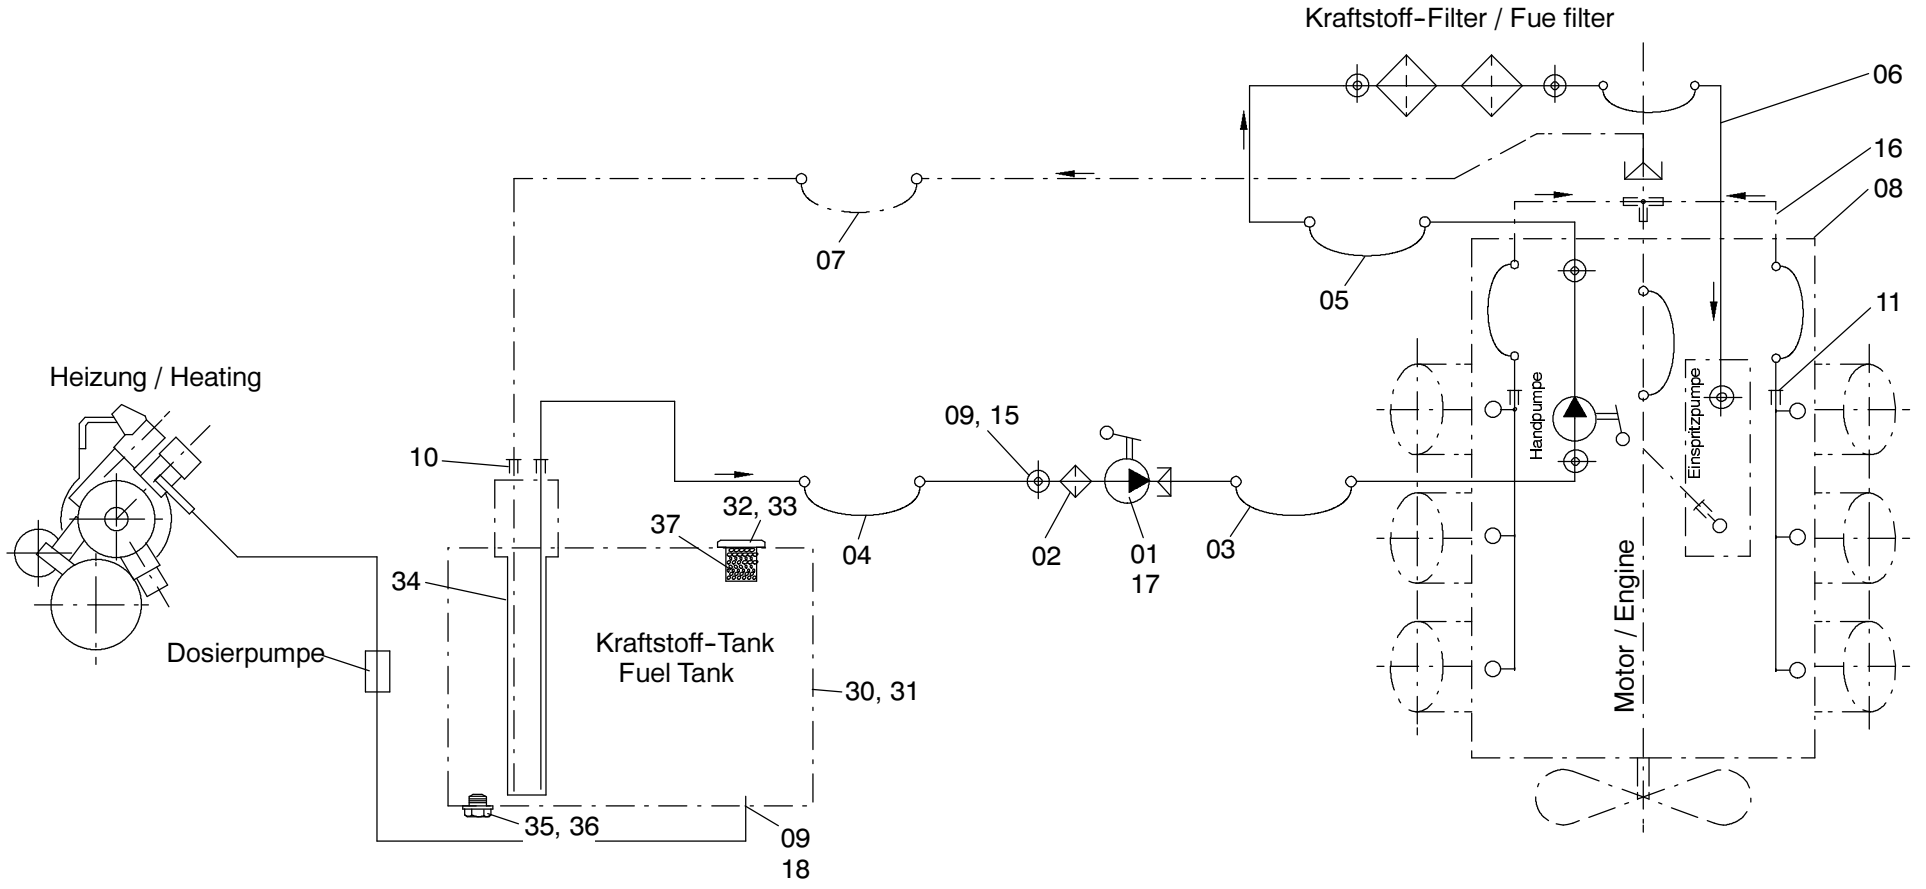 Kraftstoff-Filter / Fue filter
06
16
08
07
05
11
Heizung / Heating
Handpumpe
Einspritzpumpe
09, 15
10
32, 33
37
04
02
01
17
03
34
Motor / Engine
Dosierpumpe
Kraftstoff-Tank
Fuel Tank
30, 31
35, 36
09
18